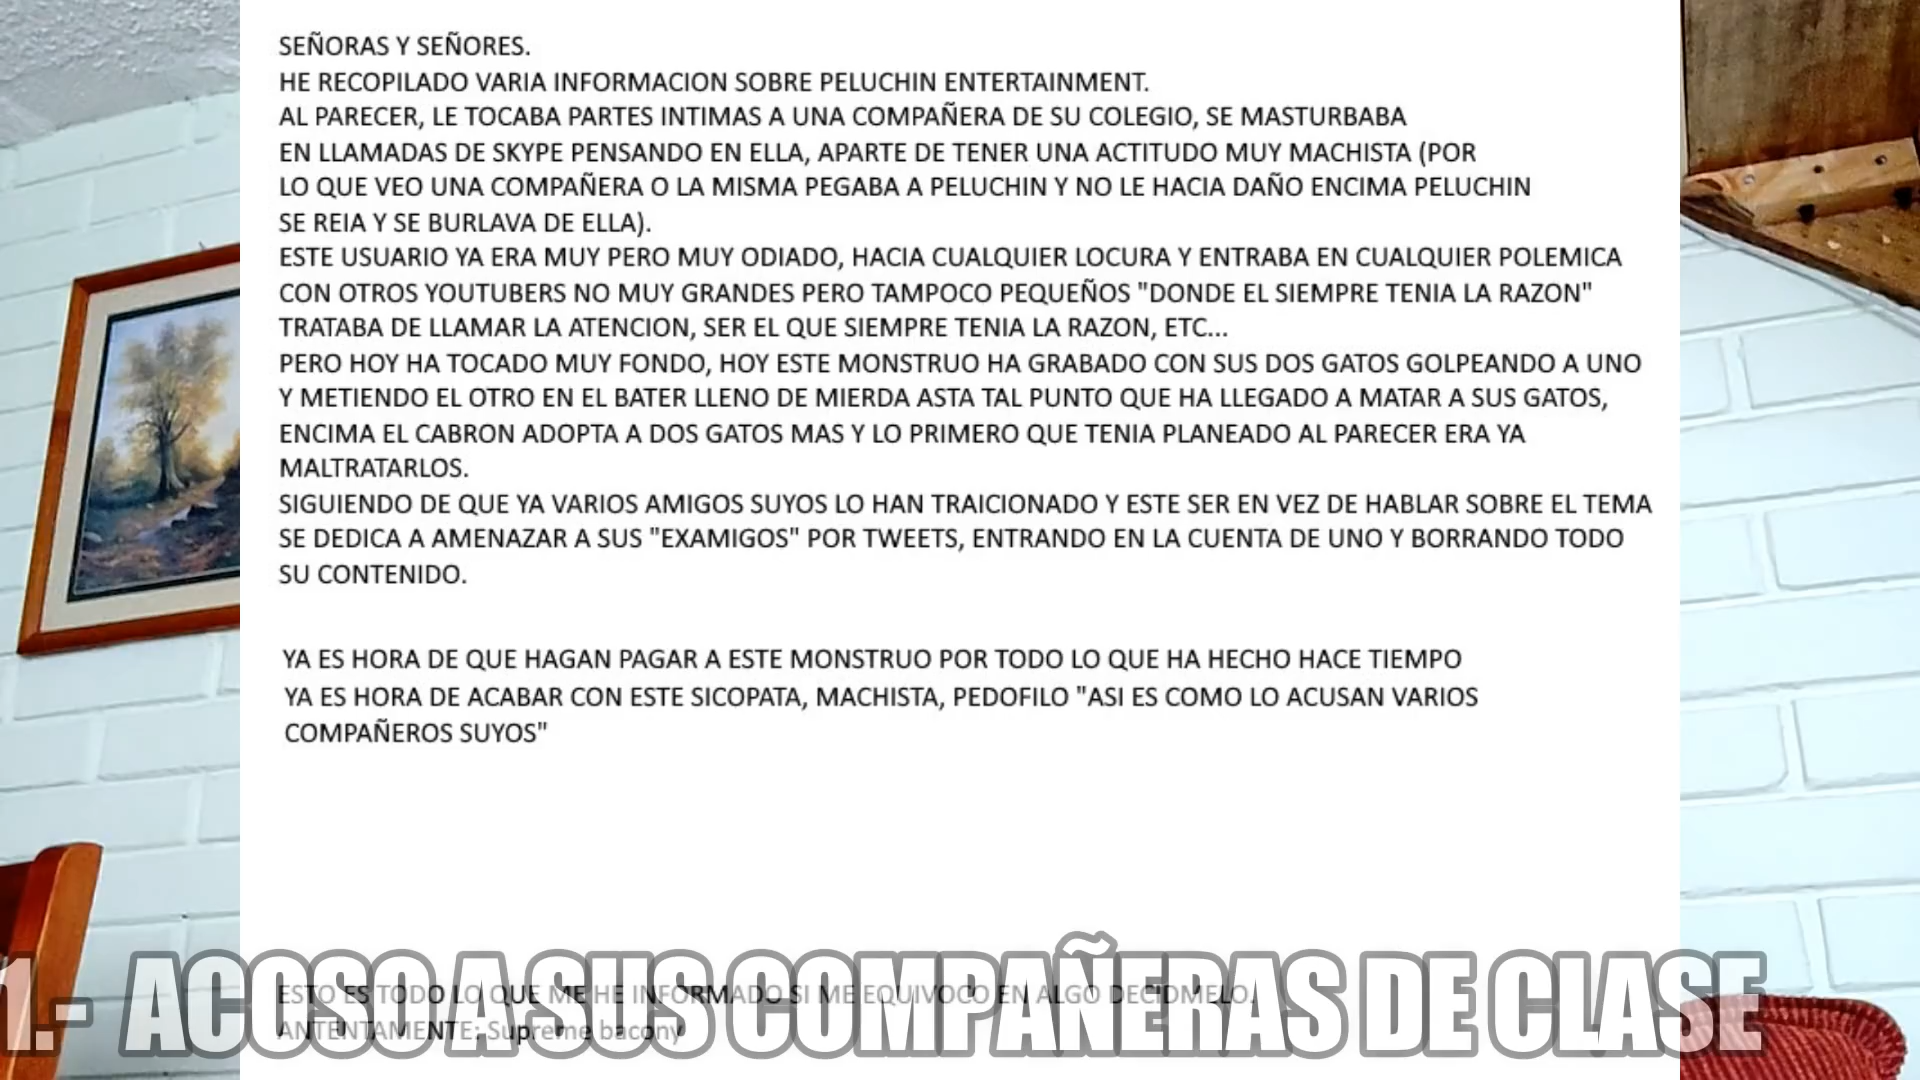 SEÑORAS Y SEÑORES.
HE RECOPILADO VARIA INFORMACION SOBRE PELUCHIN ENTERTAINMENT.
AL PARECER, LE TOCABA PARTES INTIMAS A UNA COMPAÑERA DE SU COLEGIO, SE MASTURBABA
EN LLAMADAS DE SKYPE PENSANDO EN ELLA, APARTE DE TENER UNA ACTITUDO MUY MACHISTA (POR
LO QUE VEO UNA COMPAÑERA O LA MISMA PEGABA A PELUCHIN Y NO LE HACIA DAÑO ENCIMA PELUCHIN
SE REIA Y SE BURLAVA DE ELLA).
ESTE USUARIO YA ERA MUY PERO MUY ODIADO, HACIA CUALQUIER LOCURA Y ENTRABA EN CUALQUIER POLEMICA
CON OTROS YOUTUBERS NO MUY GRANDES PERO TAMPOCO PEQUEÑOS "DONDE EL SIEMPRE TENIA LA RAZON"
TRATABA DE LLAMAR LA ATENCION, SER EL QUE SIEMPRE TENIA LA RAZON, ETC...
PERO HOY HA TOCADO MUY FONDO, HOY ESTE MONSTRUO HA GRABADO CON SUS DOS GATOS GOLPEANDO A UNO
Y METIENDO EL OTRO EN EL BATER LLENO DE MIERDA ASTA TAL PUNTO QUE HA LLEGADO A MATAR A SUS GATOS,
ENCIMA EL CABRON ADOPTA A DOS GATOS MAS Y LO PRIMERO QUE TENIA PLANEADO AL PARECER ERA YA
MALTRATARLOS.
SIGUIENDO DE QUE YA VARIOS AMIGOS SUYOS LO HAN TRAICIONADO Y ESTE SER EN VEZ DE HABLAR SOBRE EL TEMA
SE DEDICA A AMENAZAR A SUS "EXAMIGOS" POR TWEETS, ENTRANDO EN LA CUENTA DE UNO Y BORRANDO TODO
SU CONTENIDO.
YA ES HORA DE QUE HAGAN PAGAR A ESTE MONSTRUO POR TODO LO QUE HA HECHO HACE TIEMPO
YA ES HORA DE ACABAR CON ESTE SICOPATA, MACHISTA, PEDOFILO "ASI ES COMO LO ACUSAN VARIOS
COMPAÑEROS SUYOS"
ESTO ES TODO LO QUE ME HE INFORMADO SI ME EQUIVOCO EN ALGO DECIDMELO.
ANTENTAMENTE: Supreme bacony
1.- ACOSO A SUS COMPAÑERAS DE CLASE